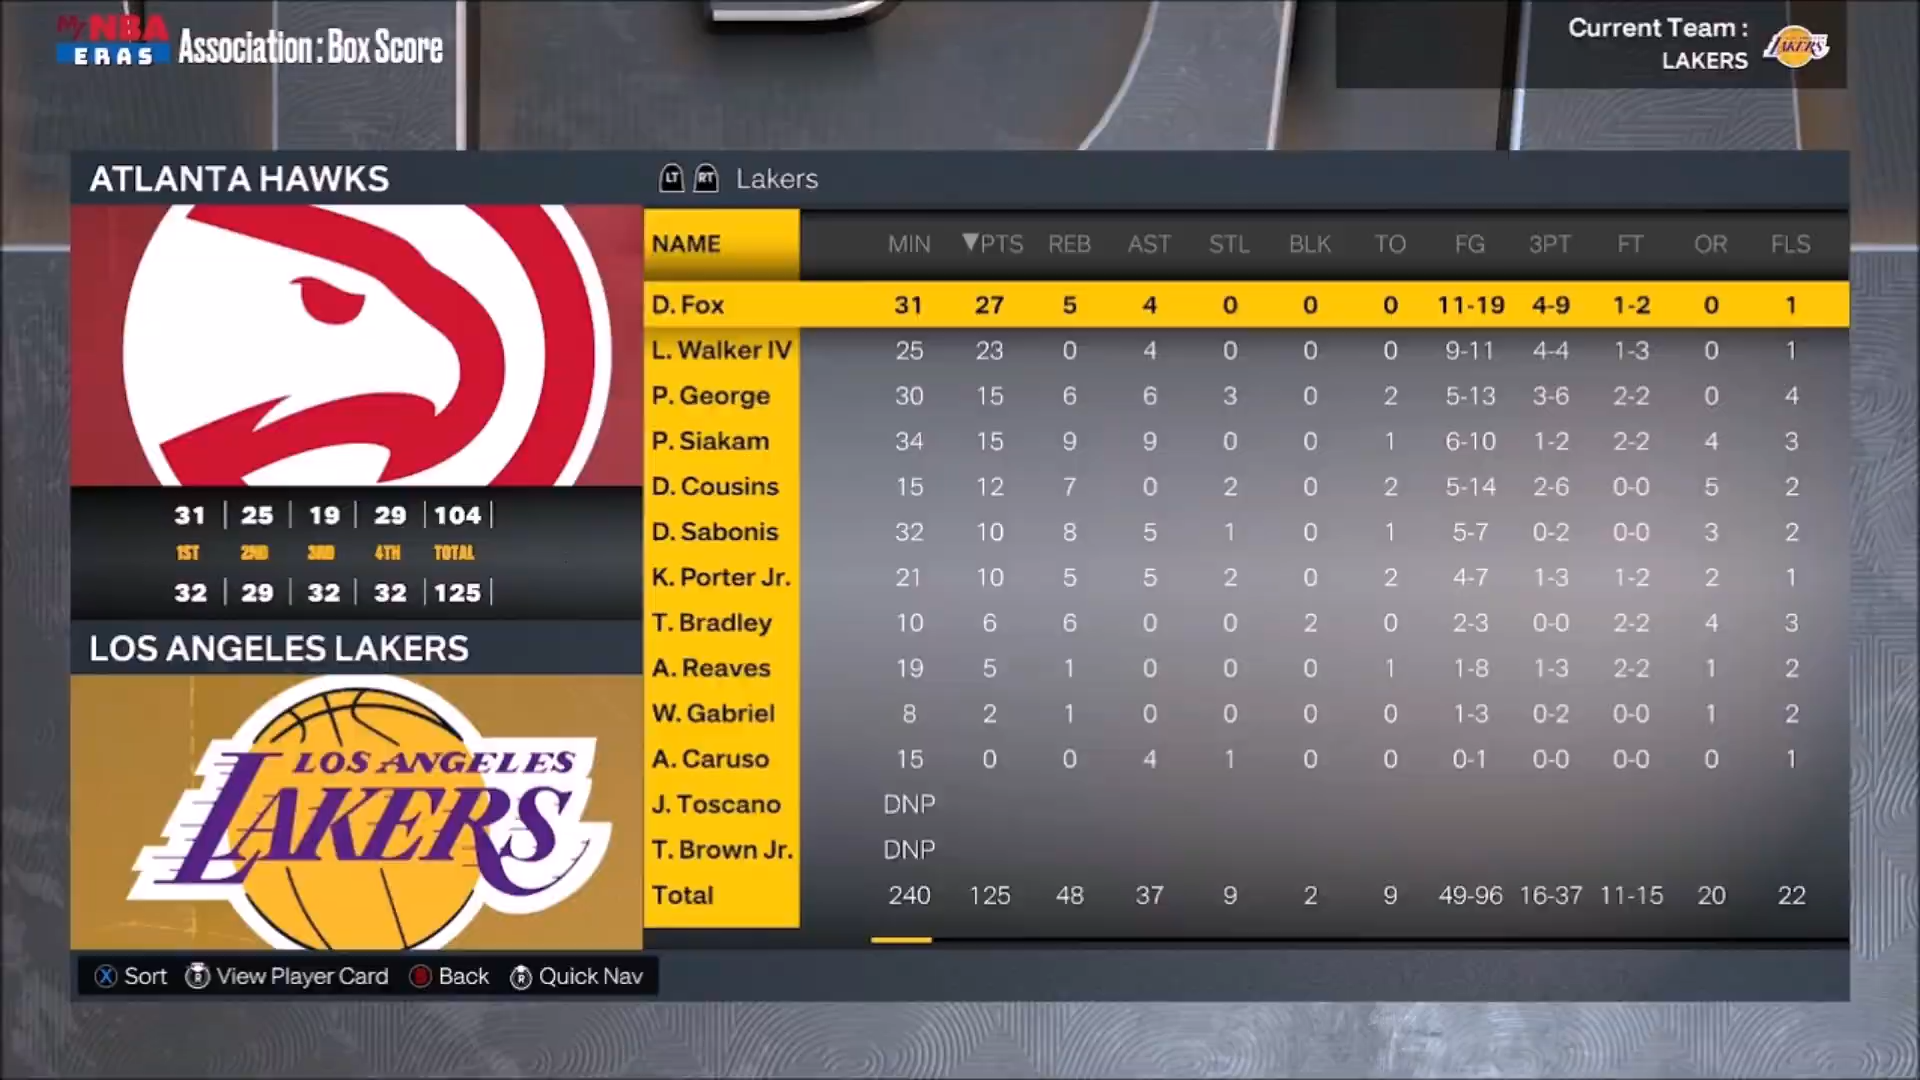 My NBA
ERAS
Association: Box Score
Current Team :
LAKERS
LAKERS
ATLANTA HAWKS
LT RT Lakers
NAME MIN ▼PTS REB AST STL BLK TO FG 3PT FT OR FLS
D. Fox 31 27 5 4 0 0 0 11-19 4-9 1-2 0 1
L. Walker IV 25 23 0 4 0 0 0 9-11 4-4 1-3 0 1
P. George 30 15 6 6 3 0 2 5-13 3-6 2-2 0 4
P. Siakam 34 15 9 9 0 0 1 6-10 1-2 2-2 4 3
D. Cousins 15 12 7 0 2 0 2 5-14 2-6 0-0 5 2
D. Sabonis 32 10 8 5 1 0 1 5-7 0-2 0-0 3 2
K. Porter Jr. 21 10 5 5 2 0 2 4-7 1-3 1-2 2 1
T. Bradley 10 6 6 0 0 2 0 2-3 0-0 2-2 4 3
A. Reaves 19 5 1 0 0 0 1 1-8 1-3 2-2 1 2
W. Gabriel 8 2 1 0 0 0 0 1-3 0-2 0-0 1 2
A. Caruso 15 0 0 4 1 0 0 0-1 0-0 0-0 0 1
J. Toscano DNP
T. Brown Jr. DNP
Total 240 125 48 37 9 2 9 49-96 16-37 11-15 20 22
31 | 25 | 19 | 29 | 104 |
1ST 2ND 3RD 4TH TOTAL
32 | 29 | 32 | 32 | 125 |
LOS ANGELES LAKERS
LOS ANGELES
LAKERS
X Sort R View Player Card B Back R Quick Nav